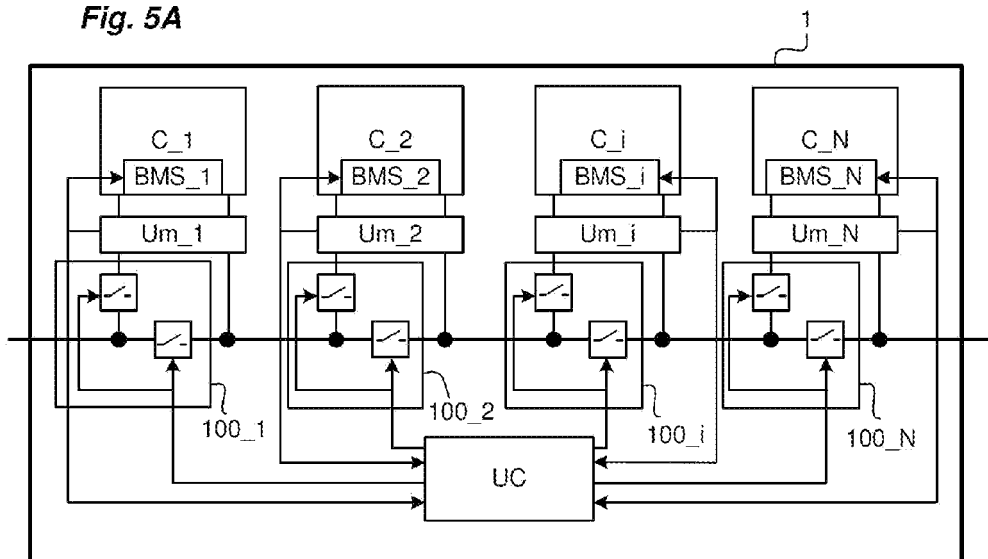 Fig. 5A
1
C_1
C_2
C_i
C_N
BMS_1
BMS_2
BMS_i
BMS_N
Um_1
Um_2
Um_i
Um_N
100_1
100_2
100_i
100_N
UC